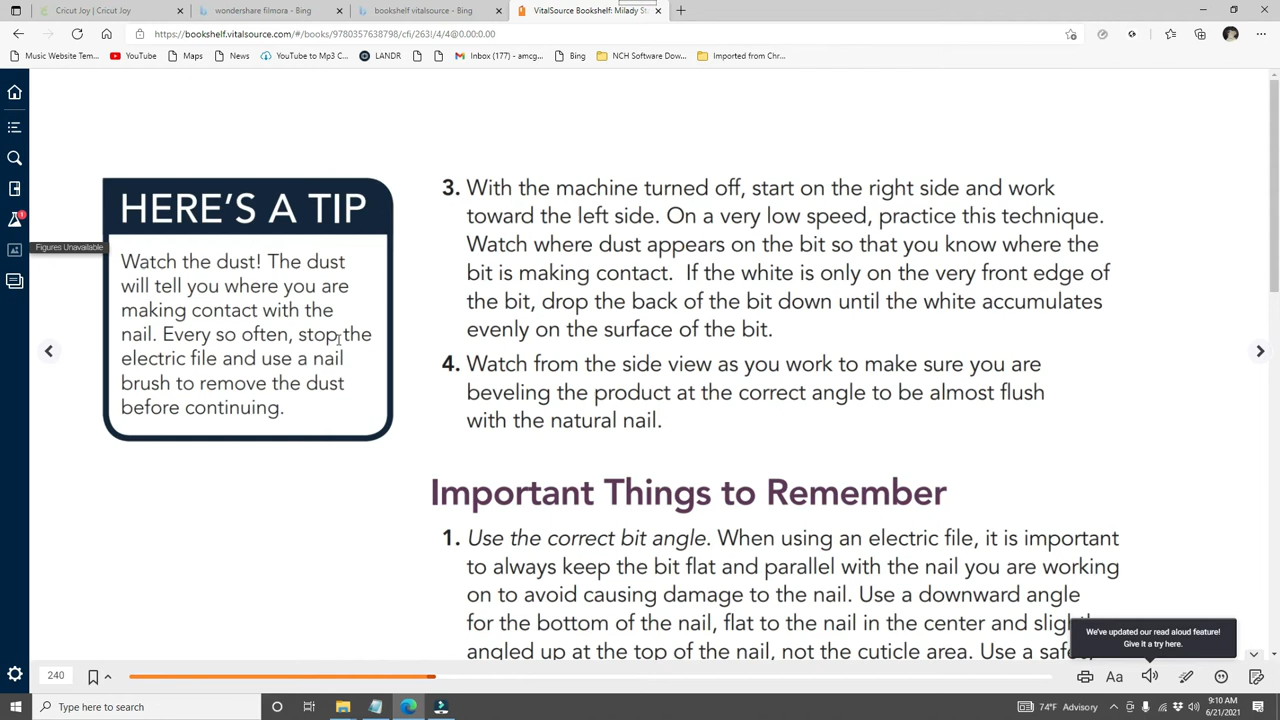 Cricut Joy | Cricut Joy
wondershare filmora - Bing
bookshelf vitalsource - Bing
VitalSource Bookshelf: Milady St
https://bookshelf.vitalsource.com/#/books/9780357638798/cfi/263!/4/4@0.00:0.00
Music Website Tem... YouTube Maps News YouTube to Mp3 C... LANDR Inbox (177) - amcg... Bing NCH Software Dow... Imported from Chr...
HERE'S A TIP
Figures Unavailable
Watch the dust! The dust
will tell you where you are
making contact with the
nail. Every so often, stop the
electric file and use a nail
brush to remove the dust
before continuing.
3. With the machine turned off, start on the right side and work
toward the left side. On a very low speed, practice this technique.
Watch where dust appears on the bit so that you know where the
bit is making contact. If the white is only on the very front edge of
the bit, drop the back of the bit down until the white accumulates
evenly on the surface of the bit.
4. Watch from the side view as you work to make sure you are
beveling the product at the correct angle to be almost flush
with the natural nail.
Important Things to Remember
1. Use the correct bit angle. When using an electric file, it is important
to always keep the bit flat and parallel with the nail you are working
on to avoid causing damage to the nail. Use a downward angle
for the bottom of the nail, flat to the nail in the center and
angled up at the top of the nail, not the cuticle area. Use a
We've updated our read aloud feature!
Give it a try here.
240
Aa
Type here to search
74°F Advisory
9:10 AM
6/21/2021